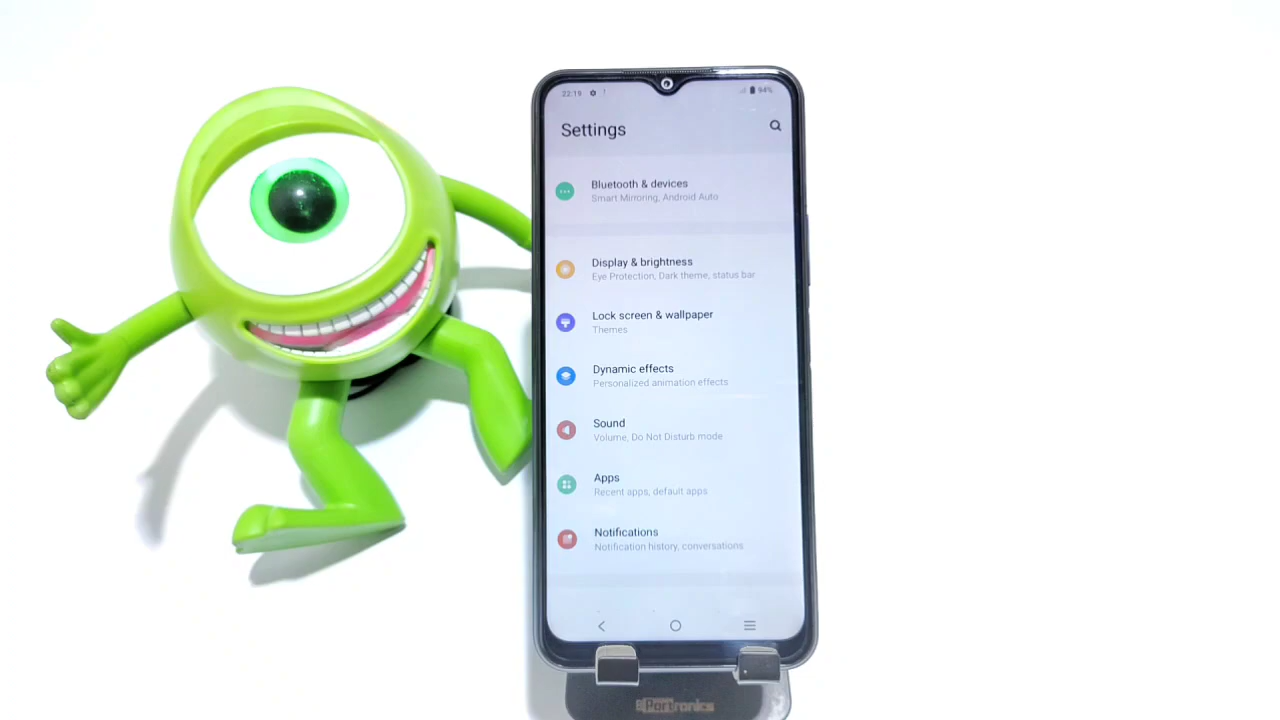 22:19
94%
Settings
Bluetooth & devices
Smart Mirroring, Android Auto
Display & brightness
Eye Protection, Dark theme, status bar
Lock screen & wallpaper
Themes
Dynamic effects
Personalized animation effects
Sound
Volume, Do Not Disturb mode
Apps
Recent apps, default apps
Notifications
Notification history, conversations
Portronics